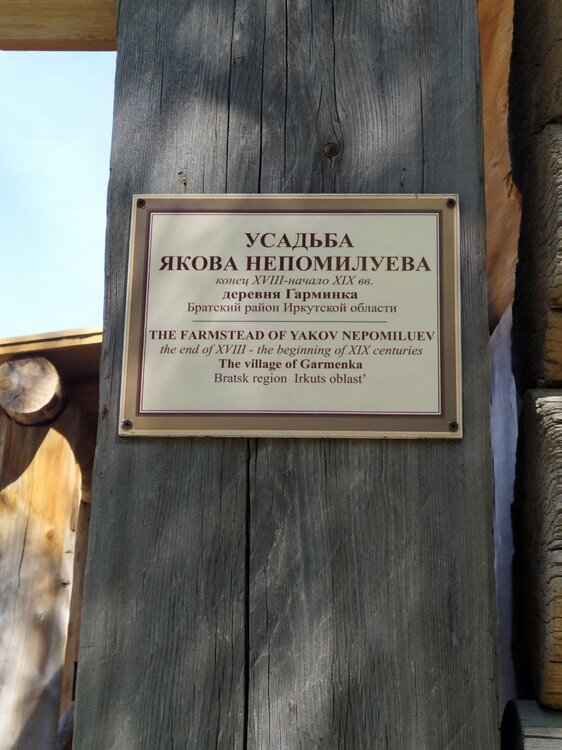 УСАДЬБА
ЯКОВА НЕПОМИЛУЕВА
конец XVIII-начало XIX вв.
деревня Гарминка
Братский район Иркутской области
THE FARMSTEAD OF YAKOV NEPOMILUEV
the end of XVIII - the beginning of XIX centuries
The village of Garmenka
Bratsk region Irkuts oblast'